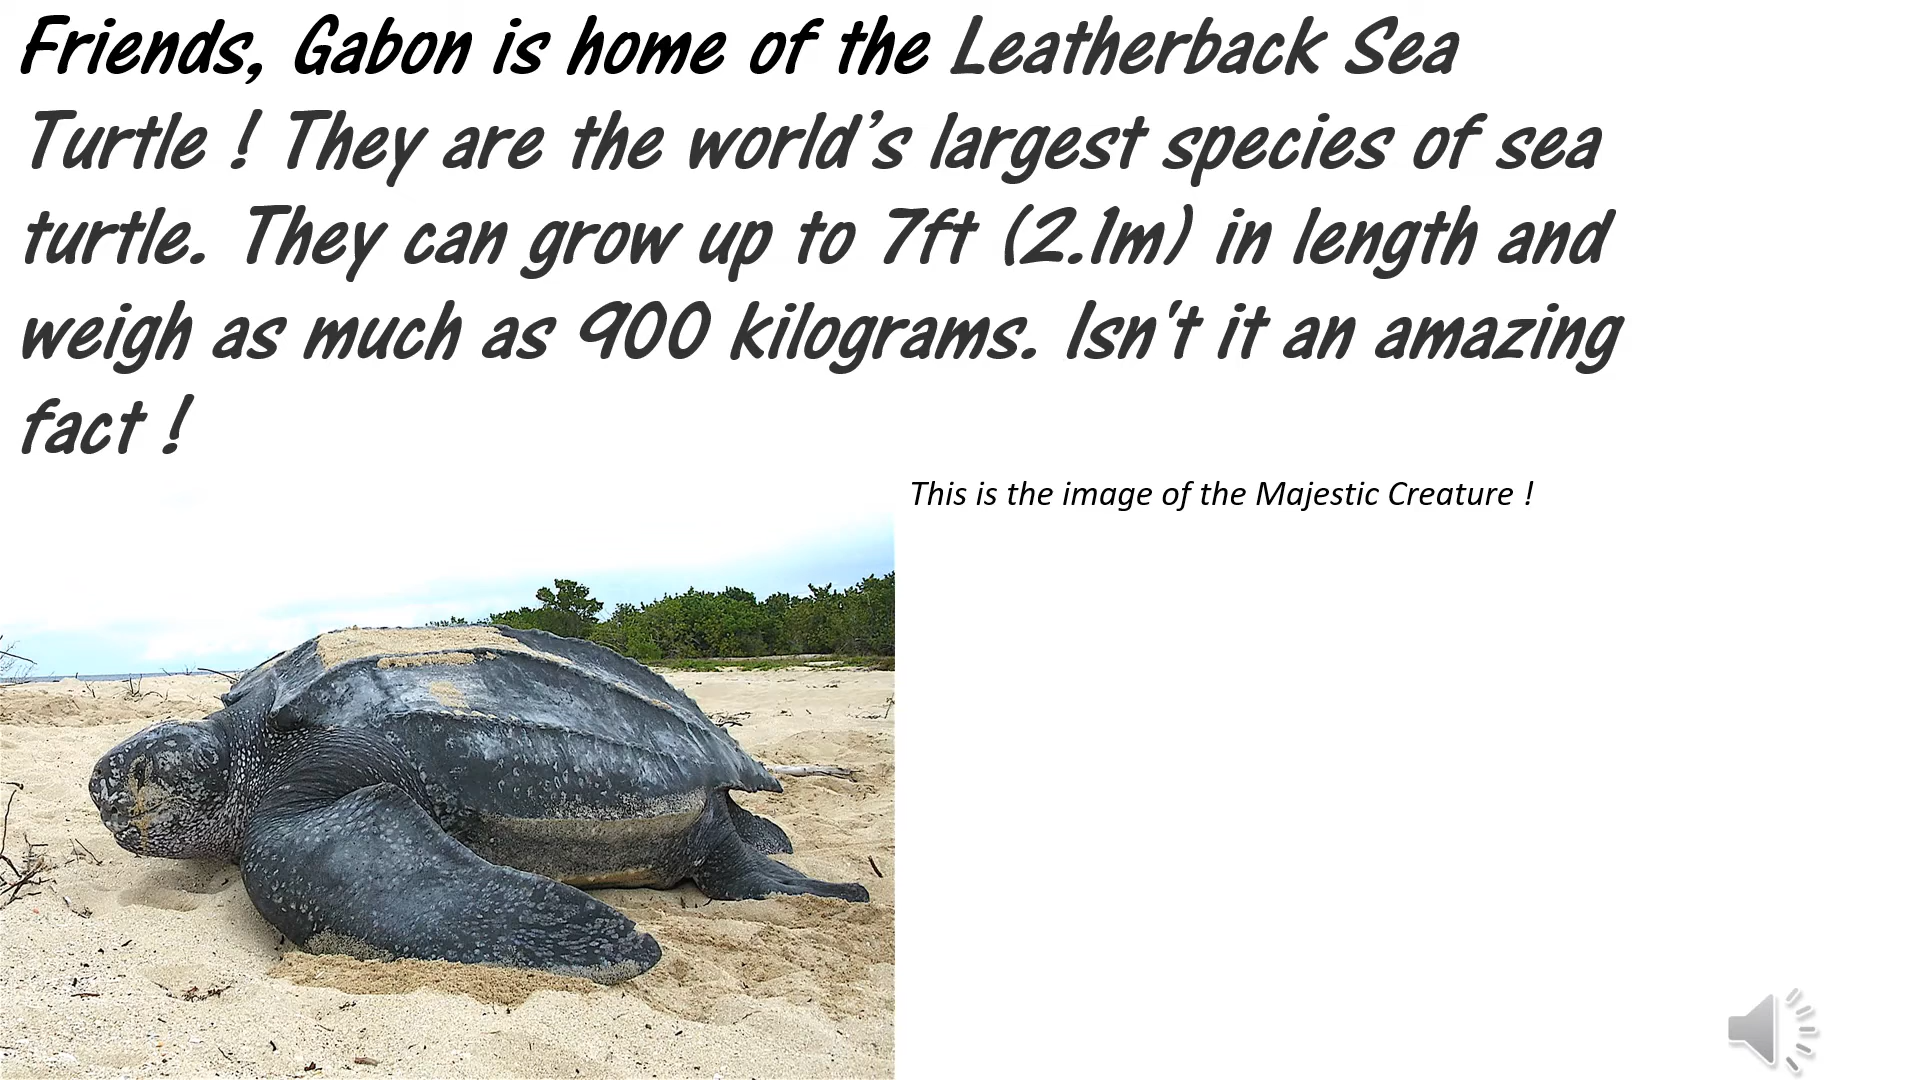 Friends, Gabon is home of the Leatherback Sea
Turtle ! They are the world’s largest species of sea
turtle. They can grow up to 7ft (2.1m) in length and
weigh as much as 900 kilograms. Isn't it an amazing
fact !
This is the image of the Majestic Creature !